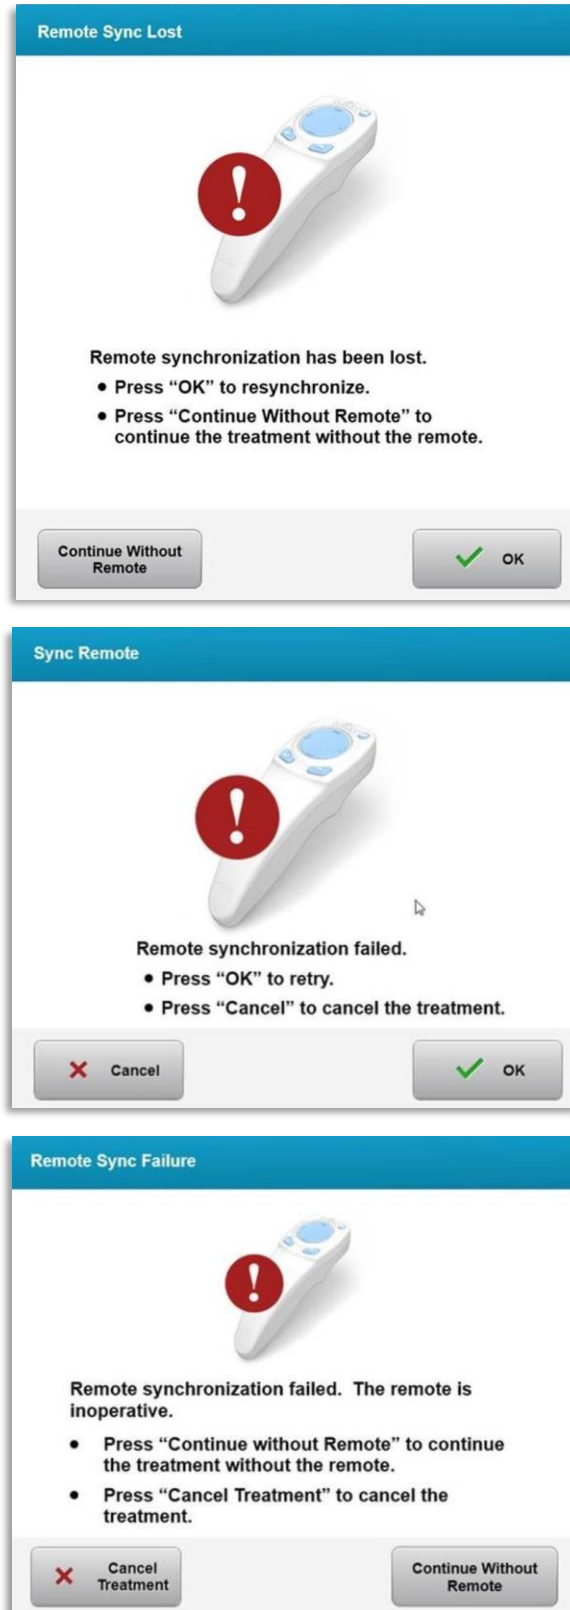 Remote Sync Lost
Remote synchronization has been lost.
• Press “OK” to resynchronize.
• Press “Continue Without Remote” to
continue the treatment without the remote.
Continue Without
Remote
OK
Sync Remote
Remote synchronization failed.
• Press “OK” to retry.
• Press “Cancel” to cancel the treatment.
Cancel
OK
Remote Sync Failure
Remote synchronization failed.  The remote is
inoperative.
• Press “Continue without Remote” to continue
the treatment without the remote.
• Press “Cancel Treatment” to cancel the
treatment.
Cancel
Treatment
Continue Without
Remote